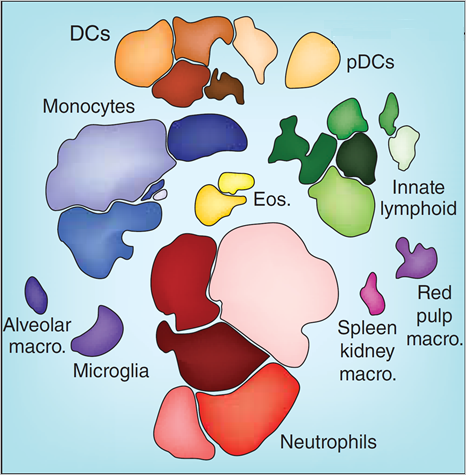 DCs
pDCs
Monocytes
Eos.
Innate
lymphoid
Alveolar
macro.
Microglia
Spleen
kidney
macro.
Red
pulp
macro.
Neutrophils